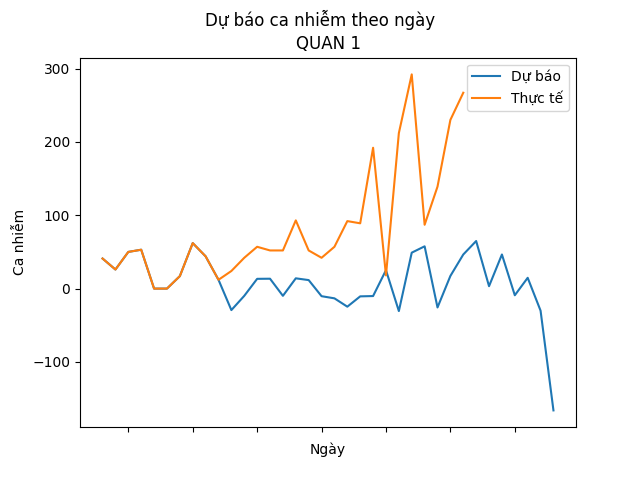 Dự báo ca nhiễm theo ngày
QUAN 1
Dự báo
Thực tế
300
200
100
0
−100
Ca nhiễm
Ngày